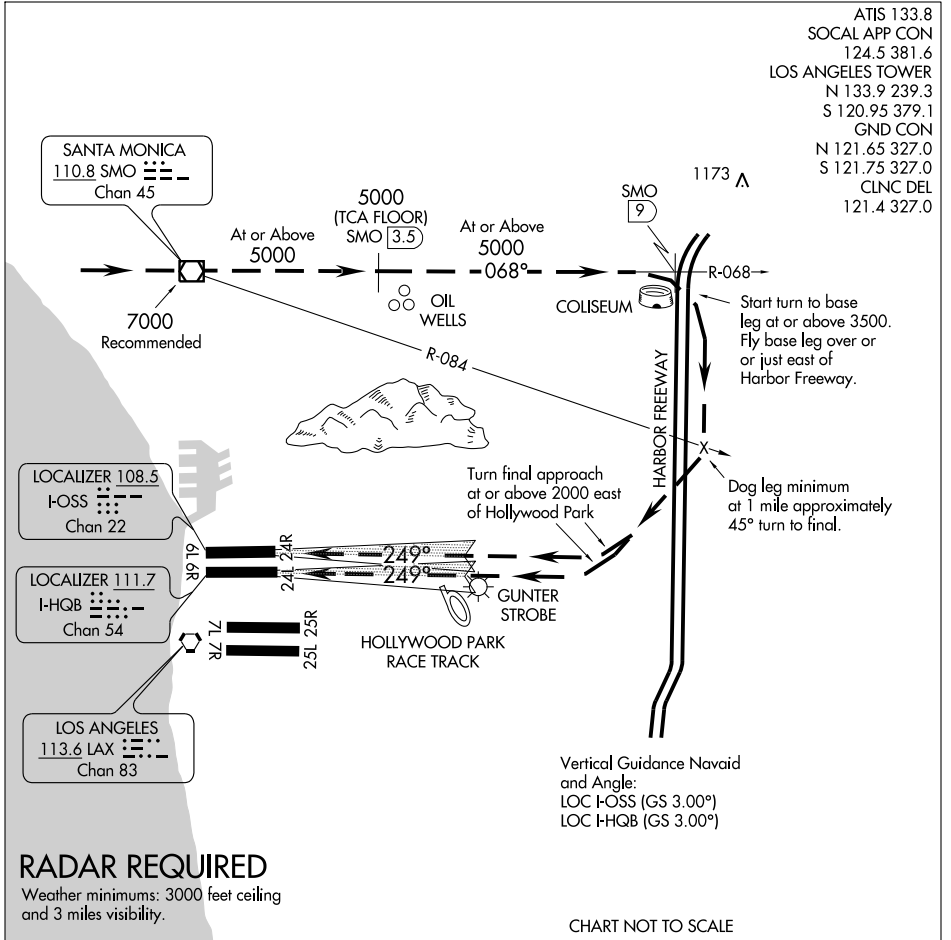 ATIS 133.8
SOCAL APP CON
124.5 381.6
LOS ANGELES TOWER
N 133.9 239.3
S 120.95 379.1
GND CON
N 121.65 327.0
S 121.75 327.0
CLNC DEL
121.4 327.0
SANTA MONICA
110.8 SMO
Chan 45
1173
5000
(TCA FLOOR)
SMO 3.5
SMO
9
At or Above
5000
At or Above
5000
068°
R-068
7000
Recommended
OIL
WELLS
COLISEUM
Start turn to base
leg at or above 3500.
Fly base leg over or
or just east of
Harbor Freeway.
R-084
HARBOR FREEWAY
X
LOCALIZER 108.5
I-OSS
Chan 22
Turn final approach
at or above 2000 east
of Hollywood Park
Dog leg minimum
at 1 mile approximately
45° turn to final.
6L 6R
24L 24R
249°
249°
LOCALIZER 111.7
I-HQB
Chan 54
GUNTER
STROBE
7L 7R
25L 25R
HOLLYWOOD PARK
RACE TRACK
LOS ANGELES
113.6 LAX
Chan 83
Vertical Guidance Navaid
and Angle:
LOC I-OSS (GS 3.00°)
LOC I-HQB (GS 3.00°)
RADAR REQUIRED
Weather minimums: 3000 feet ceiling
and 3 miles visibility.
CHART NOT TO SCALE